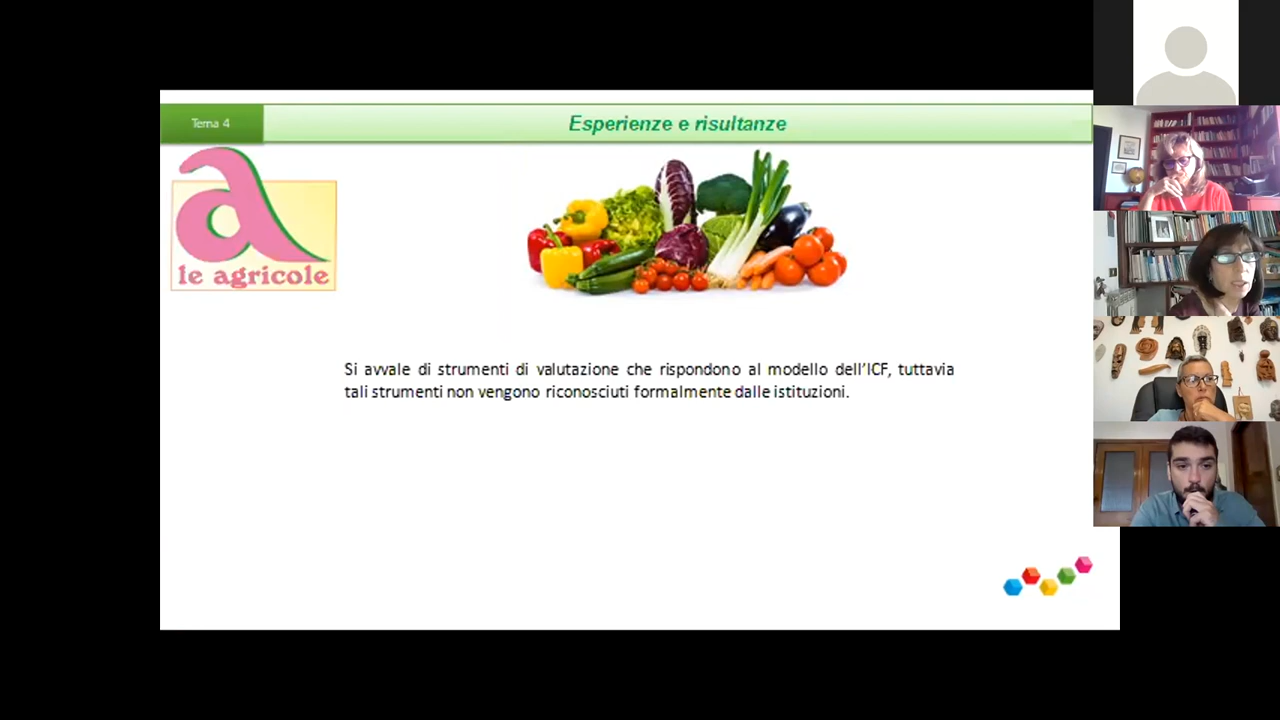 Tema 4
Esperienze e risultanze
a
le agricole
Si avvale di strumenti di valutazione che rispondono al modello dell'ICF, tuttavia
tali strumenti non vengono riconosciuti formalmente dalle istituzioni.